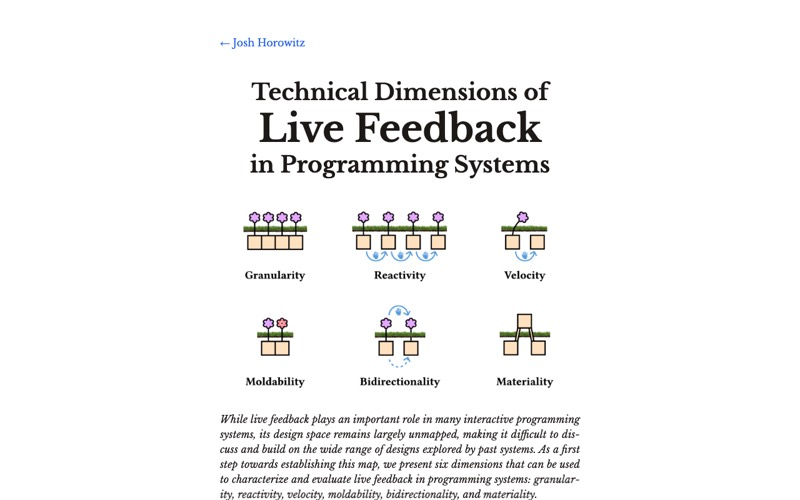 ← Josh Horowitz
Technical Dimensions of
Live Feedback
in Programming Systems
Granularity
Reactivity
Velocity
Moldability
Bidirectionality
Materiality
While live feedback plays an important role in many interactive programming
systems, its design space remains largely unmapped, making it difficult to dis-
cuss and build on the wide range of designs explored by past systems. As a first
step towards establishing this map, we present six dimensions that can be used
to characterize and evaluate live feedback in programming systems: granular-
ity, reactivity, velocity, moldability, bidirectionality, and materiality.